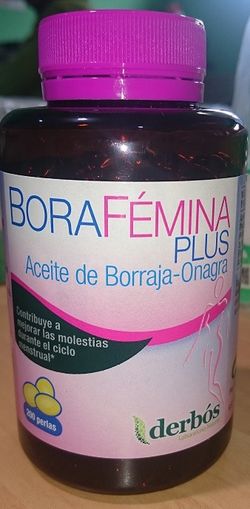 BORAFÉMINA
PLUS
Aceite de Borraja-Onagra
Contribuye a
mejorar las molestias
durante el ciclo
menstrual*
200 perlas
derbós